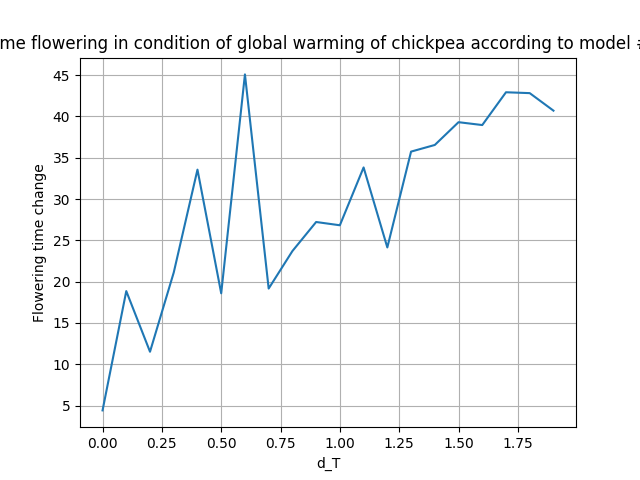 me flowering in condition of global warming of chickpea according to model #
45
40
35
30
25
20
15
10
5
Flowering time change
0.00 0.25 0.50 0.75 1.00 1.25 1.50 1.75
d_T